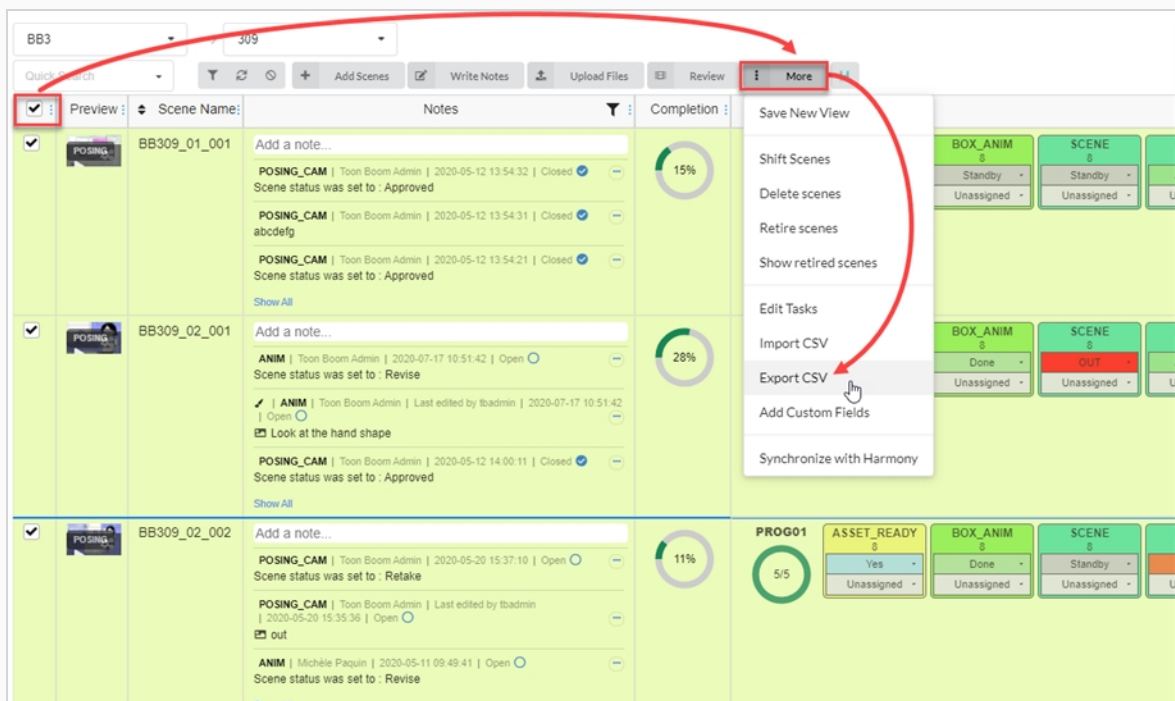 BB3
309
Quick Search
Add Scenes
Write Notes
Upload Files
Review
More
Preview
Scene Name
Notes
Completion
Save New View
Shift Scenes
Delete scenes
Retire scenes
Show retired scenes
Edit Tasks
Import CSV
Export CSV
Add Custom Fields
Synchronize with Harmony
POSING
BB309_01_001
Add a note...
POSING_CAM | Toon Boom Admin | 2020-05-12 13:54:32 | Closed
Scene status was set to : Approved
POSING_CAM | Toon Boom Admin | 2020-05-12 13:54:31 | Closed
abcdefg
POSING_CAM | Toon Boom Admin | 2020-05-12 13:54:21 | Closed
Scene status was set to : Approved
Show All
15%
BOX_ANIM
8
Standby
Unassigned
SCENE
8
Standby
Unassigned
POSING
BB309_02_001
Add a note...
ANIM | Toon Boom Admin | 2020-07-17 10:51:42 | Open
Scene status was set to : Revise
| ANIM | Toon Boom Admin | Last edited by tbadmin | 2020-07-17 10:51:42
| Open
Look at the hand shape
POSING_CAM | Toon Boom Admin | 2020-05-12 14:00:11 | Closed
Scene status was set to : Approved
Show All
28%
BOX_ANIM
8
Done
Unassigned
SCENE
8
OUT
Unassigned
POSING
BB309_02_002
Add a note...
POSING_CAM | Toon Boom Admin | 2020-05-20 15:37:10 | Open
Scene status was set to : Retake
POSING_CAM | Toon Boom Admin | Last edited by tbadmin
| 2020-05-20 15:35:36 | Open
out
ANIM | Michèle Paquin | 2020-05-11 09:49:41 | Open
Scene status was set to : Revise
11%
PROG01
5/5
ASSET_READY
8
Yes
Unassigned
BOX_ANIM
8
Done
Unassigned
SCENE
8
Standby
Unassigned